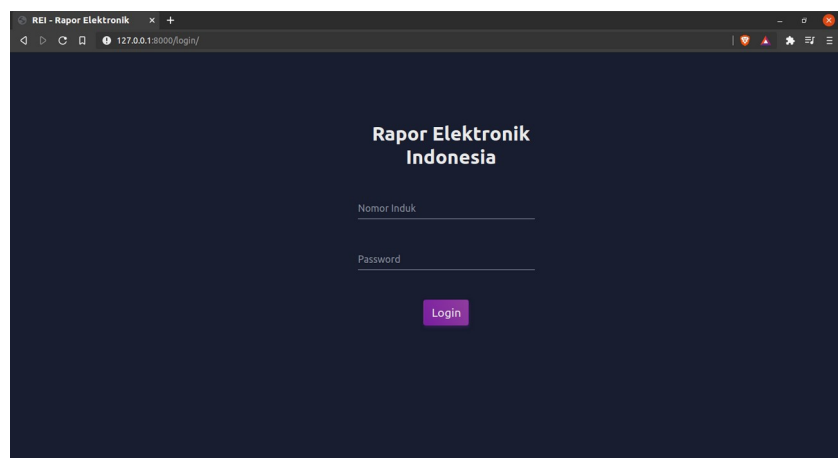 REI - Rapor Elektronik
127.0.0.1:8000/login/
Rapor Elektronik
Indonesia
Nomor Induk
Password
Login